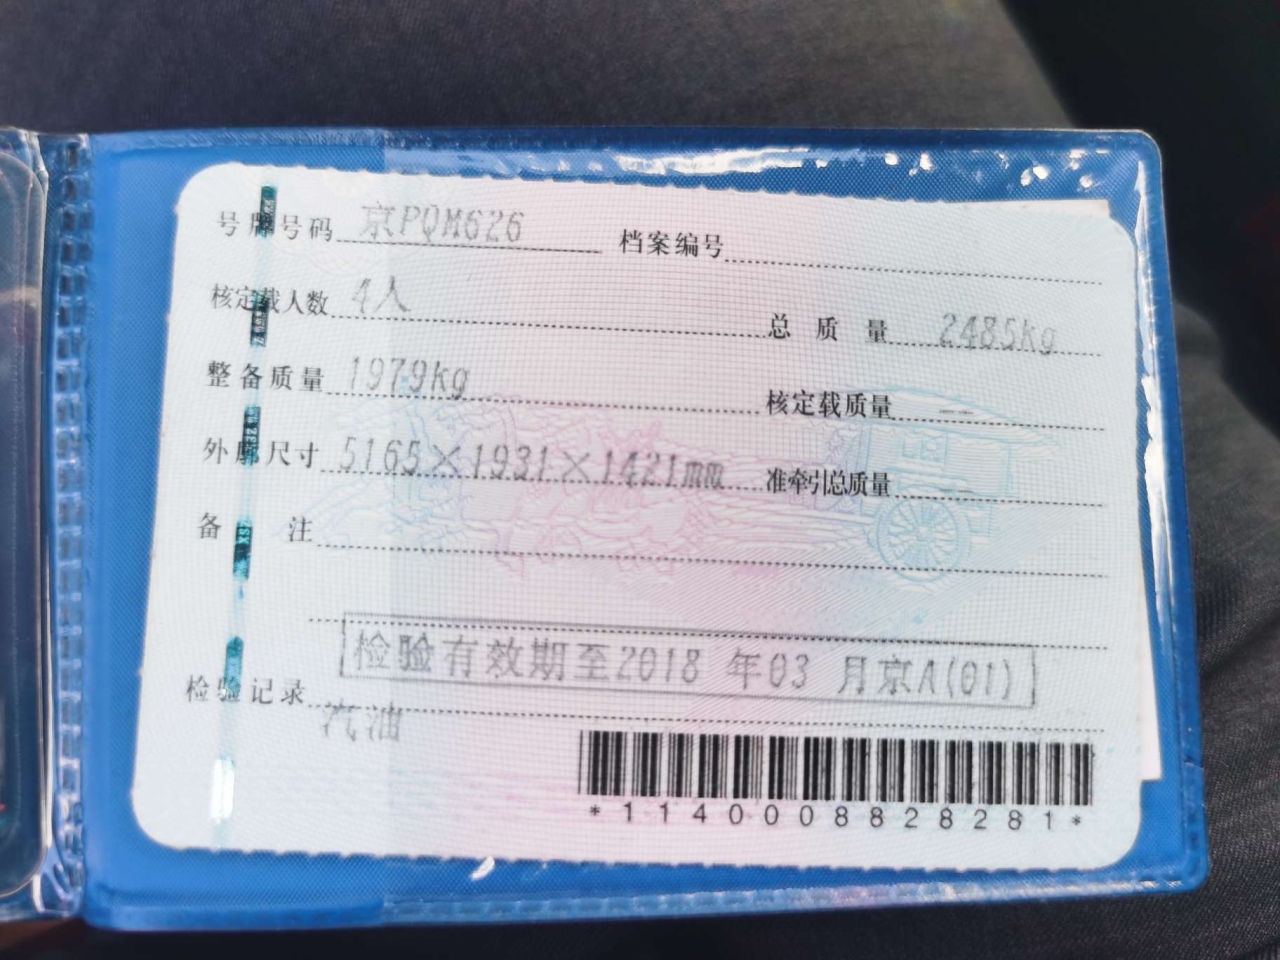 号牌号码 京PQM626 档案编号
核定载人数 4人 总质量 2485kg
整备质量 1979kg 核定载质量 --
外廓尺寸 5165×1931×1421mm 准牵引总质量 --
备注
检验有效期至2018 年03 月京A(01)
检验记录
汽油
*1140008828281*